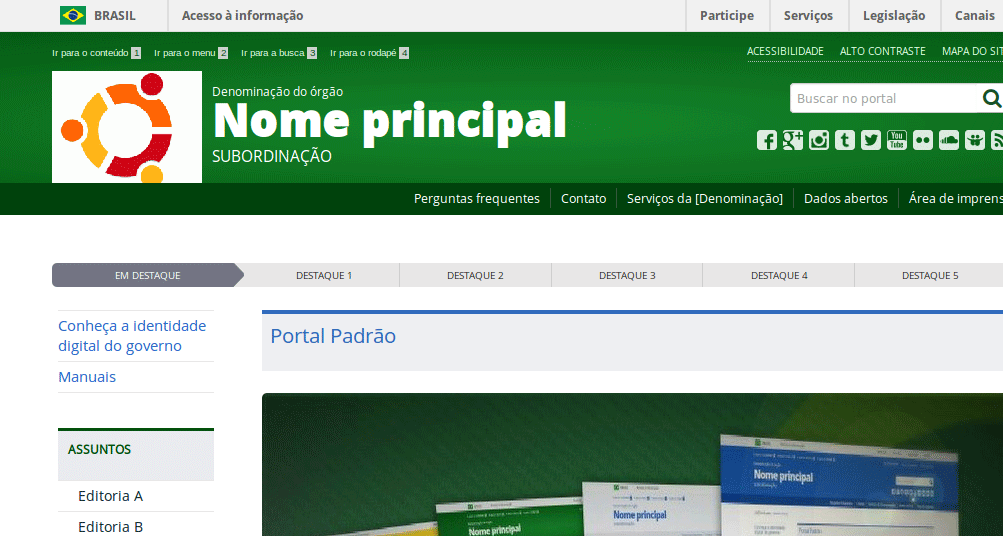 BRASIL Acesso à informação Participe Serviços Legislação Canais
Ir para o conteúdo 1 Ir para o menu 2 Ir para a busca 3 Ir para o rodapé 4
ACESSIBILIDADE ALTO CONTRASTE MAPA DO SIT
Denominação do órgão
Nome principal
SUBORDINAÇÃO
Buscar no portal
You Tube
Perguntas frequentes Contato Serviços da [Denominação] Dados abertos Área de imprens
EM DESTAQUE DESTAQUE 1 DESTAQUE 2 DESTAQUE 3 DESTAQUE 4 DESTAQUE 5
Conheça a identidade
digital do governo
Manuais
Portal Padrão
ASSUNTOS
Editoria A
Editoria B
Nome principal
Nome principal
Nome principal